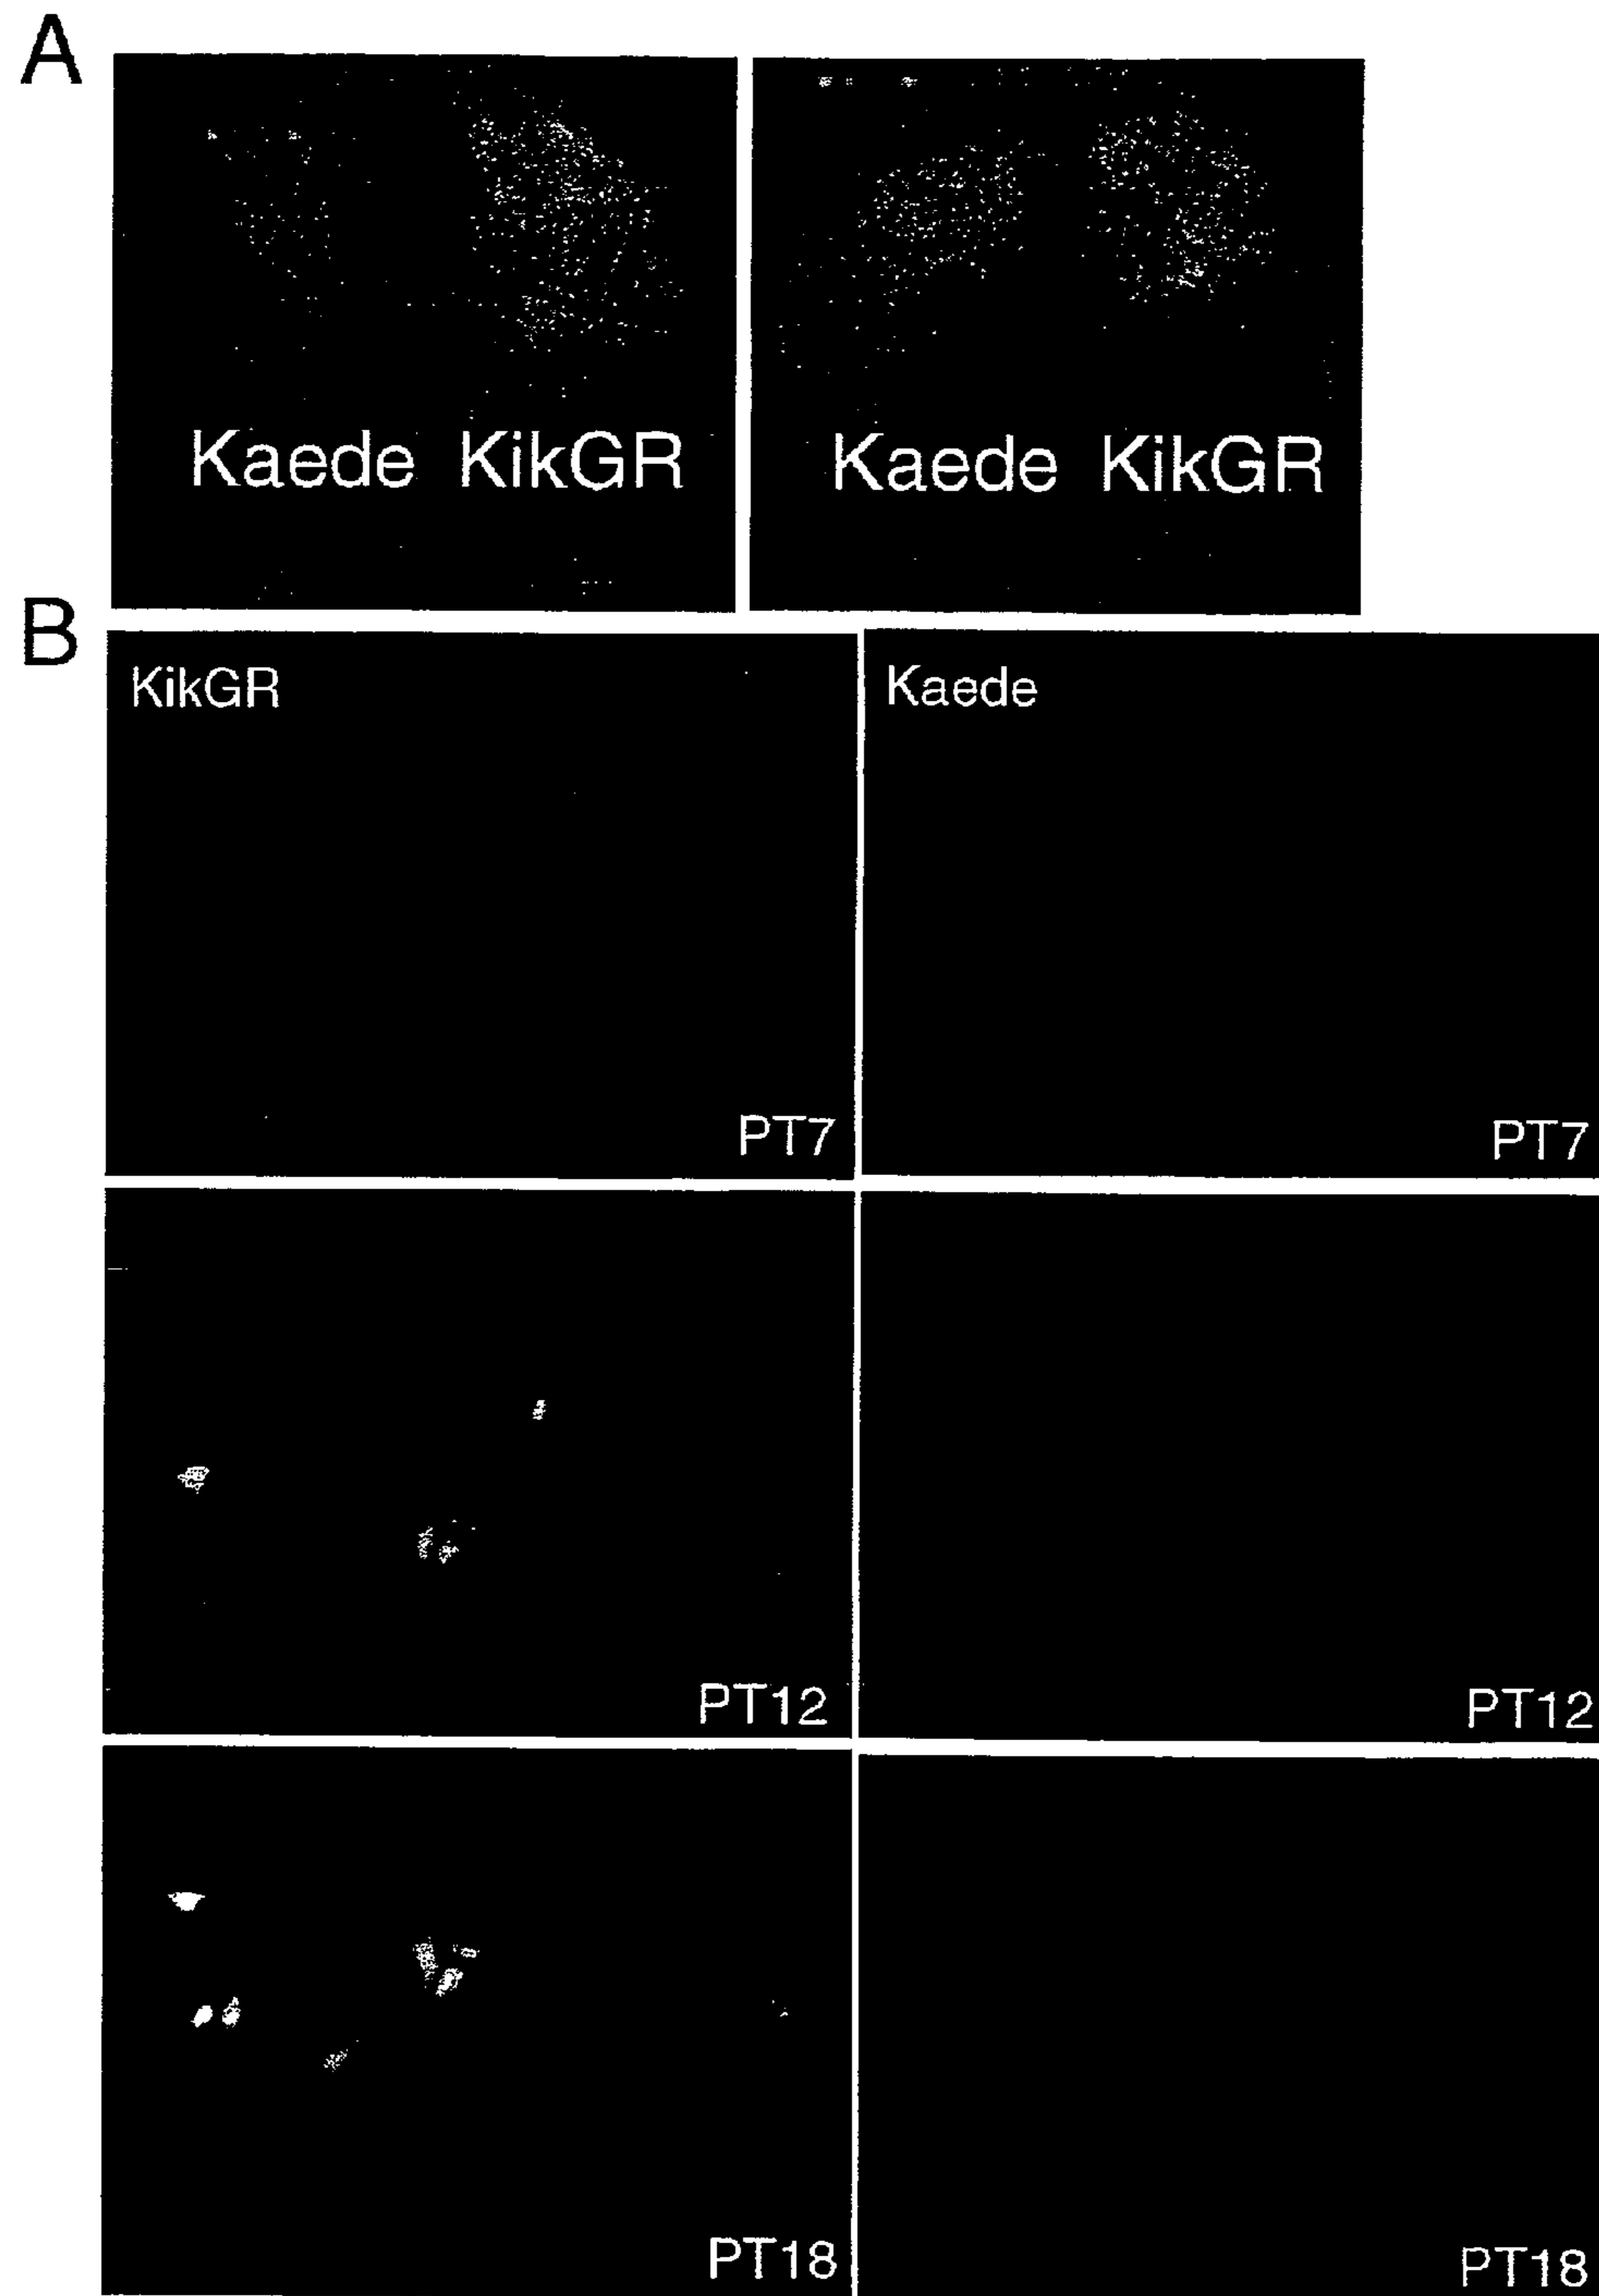 A
Kaede KikGR
Kaede KikGR
B
KikGR
Kaede
PT7
PT7
PT12
PT12
PT18
PT18